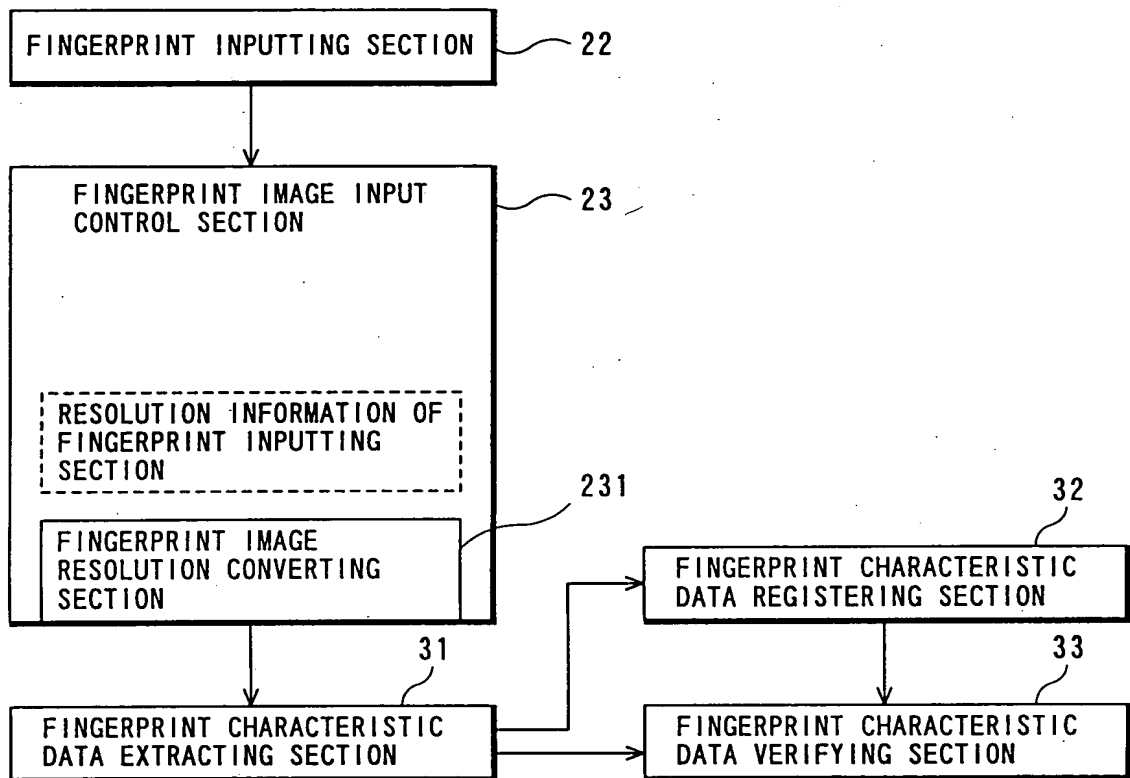 FINGERPRINT INPUTTING SECTION
22
FINGERPRINT IMAGE INPUT
CONTROL SECTION
23
RESOLUTION INFORMATION OF
FINGERPRINT INPUTTING
SECTION
231
FINGERPRINT IMAGE
RESOLUTION CONVERTING
SECTION
32
FINGERPRINT CHARACTERISTIC
DATA REGISTERING SECTION
31
FINGERPRINT CHARACTERISTIC
DATA EXTRACTING SECTION
33
FINGERPRINT CHARACTERISTIC
DATA VERIFYING SECTION